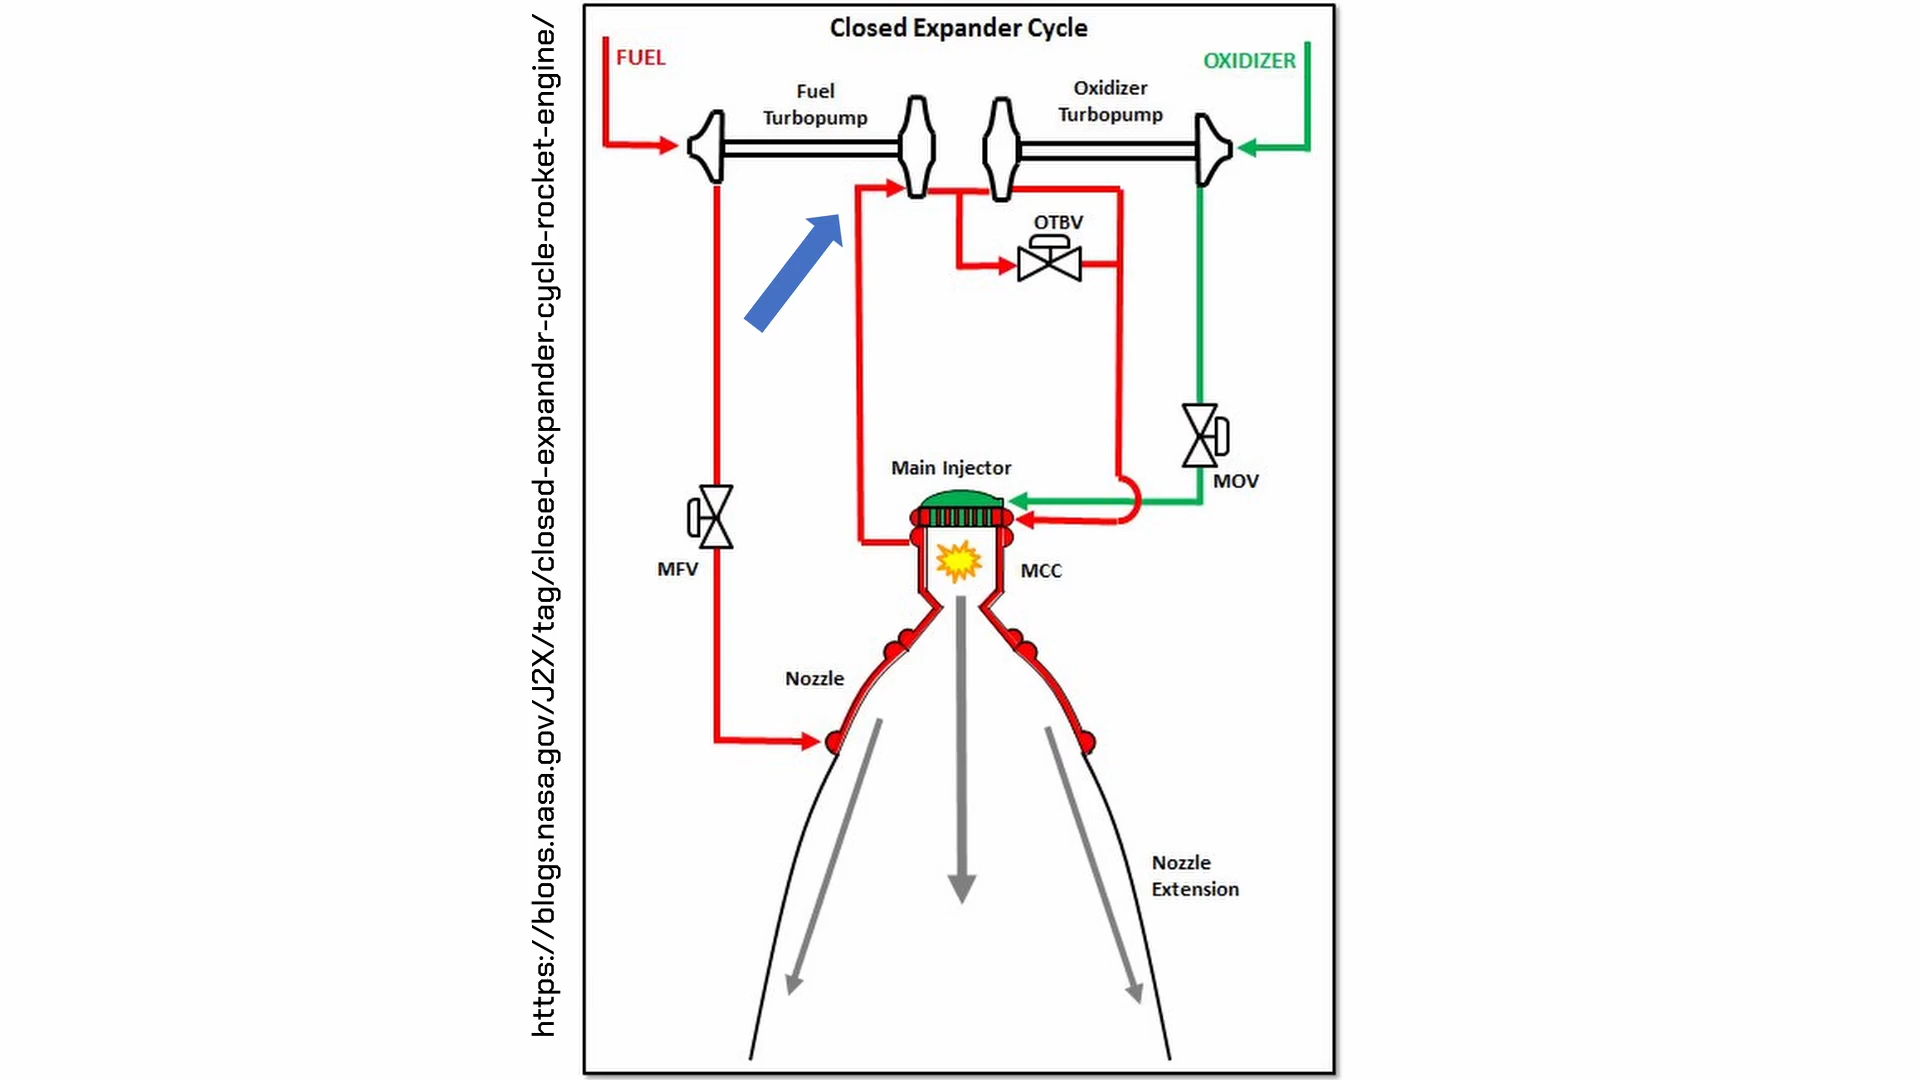 https://blogs.nasa.gov/J2X/tag/closed-expander-cycle-rocket-engine/
Closed Expander Cycle
FUEL
OXIDIZER
Fuel
Turbopump
Oxidizer
Turbopump
OTBV
Main Injector
MOV
MFV
MCC
Nozzle
Nozzle
Extension